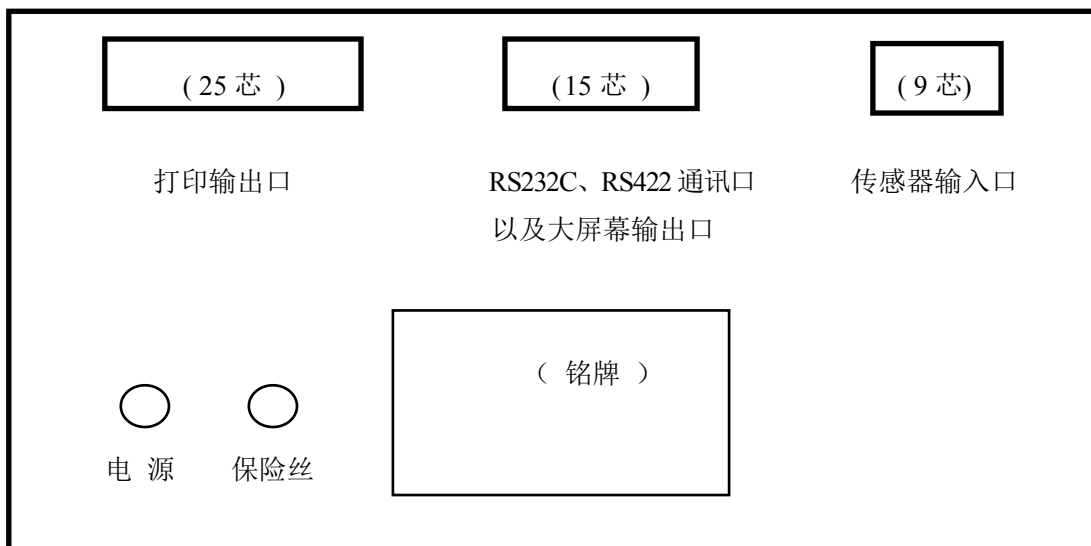 ( 25 芯 )
(15 芯 )
( 9 芯)
打印输出口
RS232C、RS422 通讯口
以及大屏幕输出口
传感器输入口
（ 铭牌 ）
电 源
保险丝